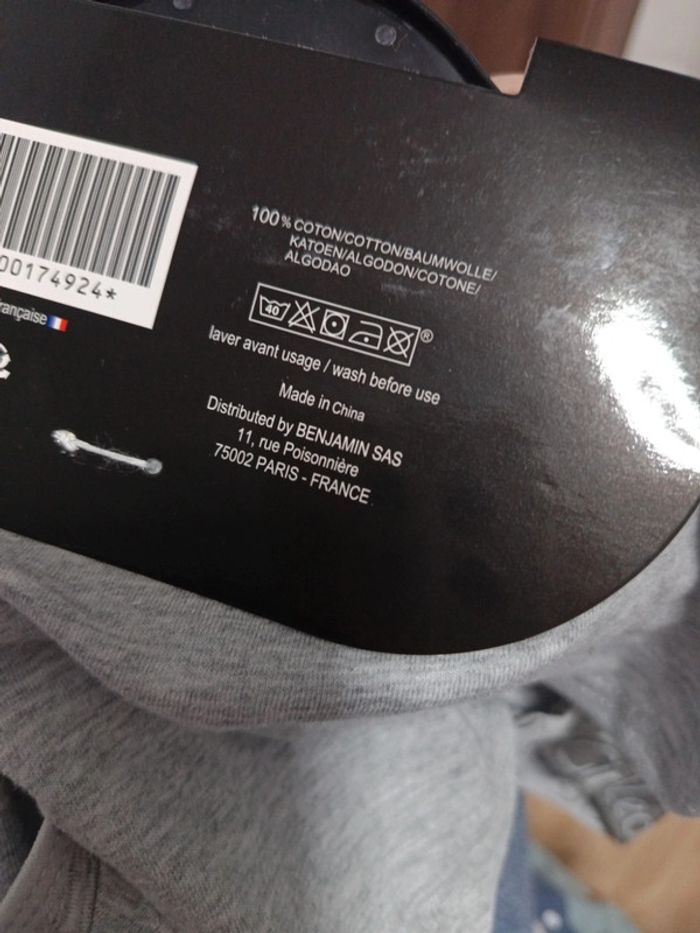 00174924*
rançaise
100% COTON/COTTON/BAUMWOLLE/
KATOEN/ALGODON/COTONE/
ALGODAO
40
®
laver avant usage / wash before use
Made in China
Distributed by BENJAMIN SAS
11, rue Poisonnière
75002 PARIS - FRANCE